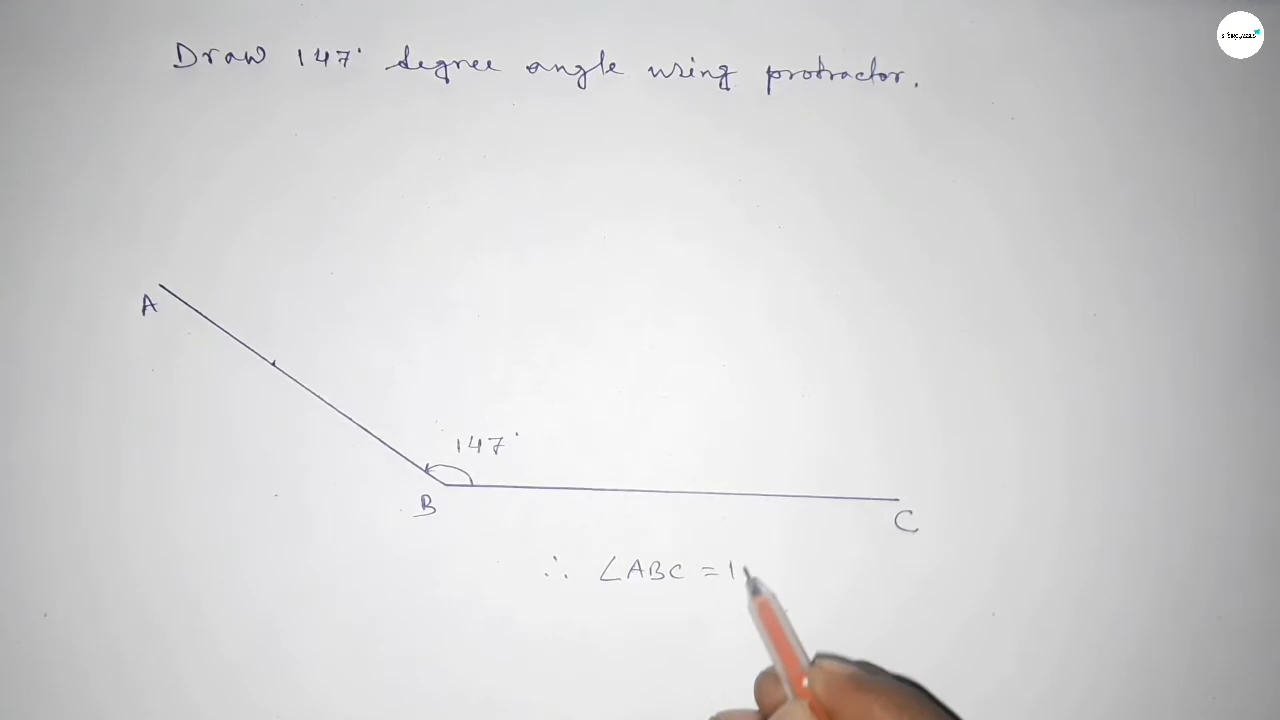 Draw 147° degree angle using protractor.
A
147°
B
C
∴ ∠ABC = 1